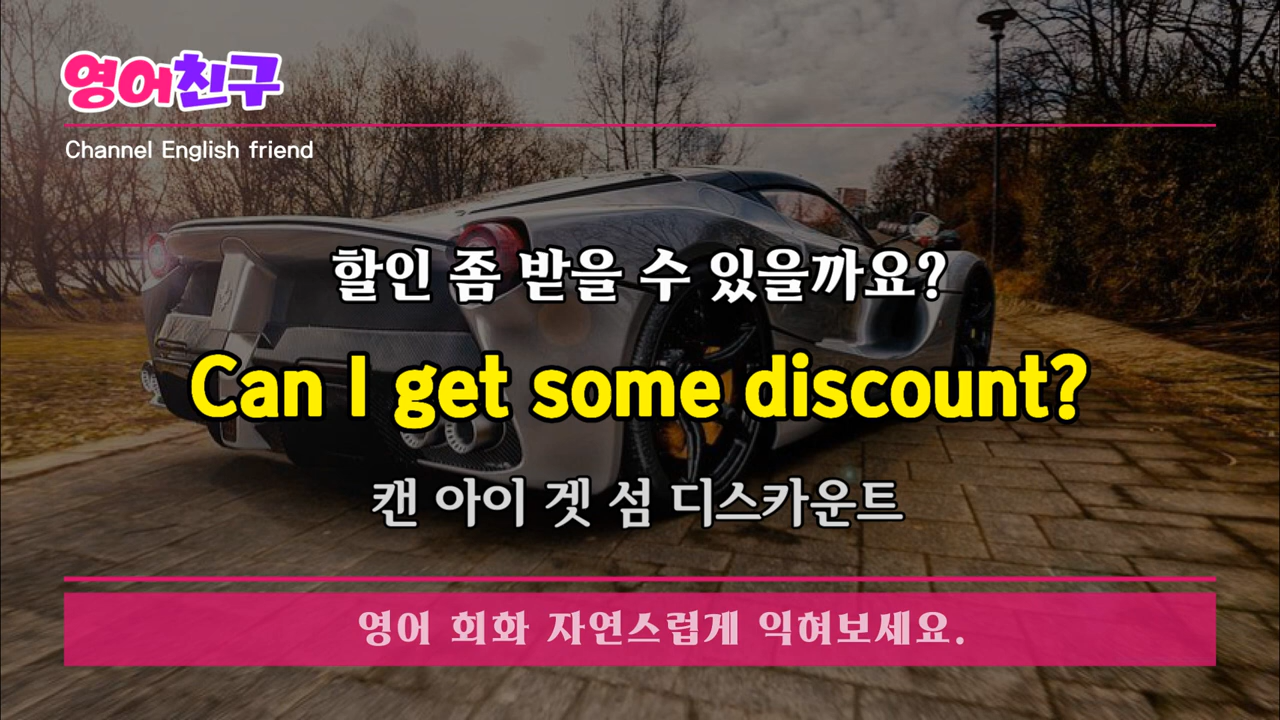 영어친구
Channel English friend
할인 좀 받을 수 있을까요?
Can I get some discount?
캔 아이 겟 섬 디스카운트
영어 회화 자연스럽게 익혀보세요.